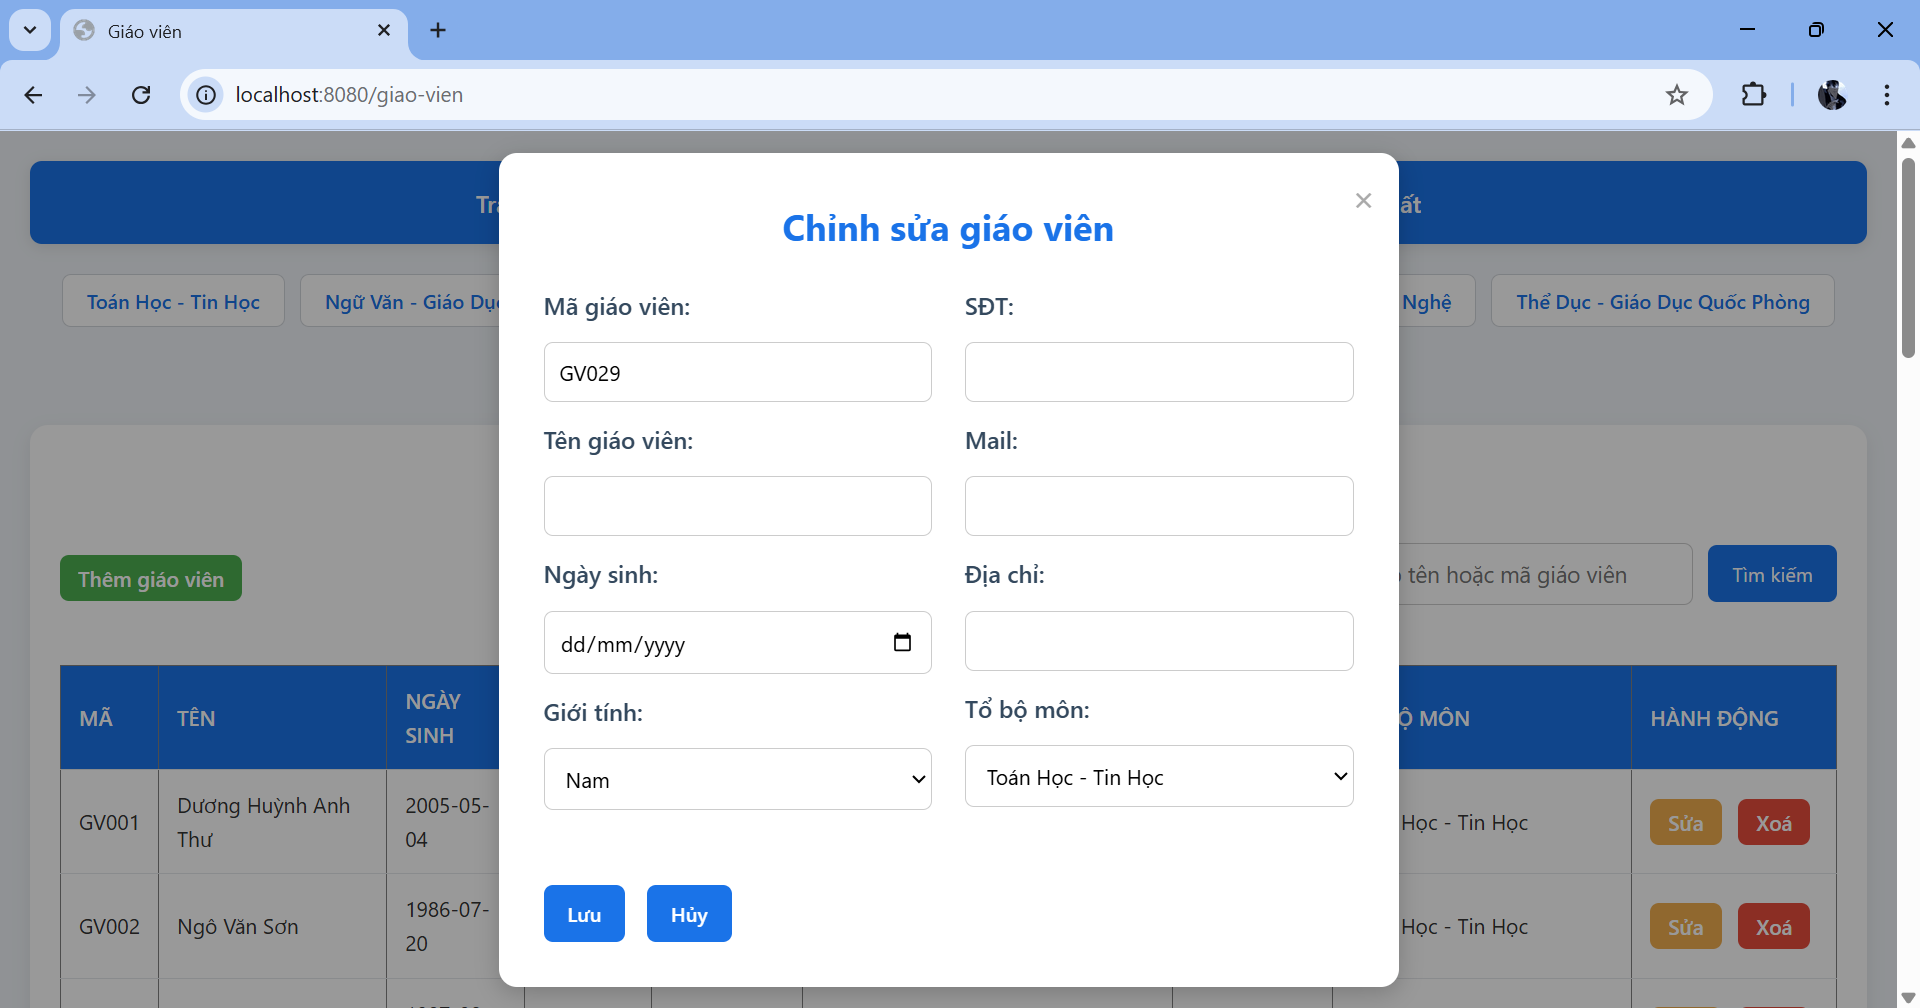 Giáo viên
localhost:8080/giao-vien
Chỉnh sửa giáo viên
Toán Học - Tin Học
Ngữ Văn - Giáo
Nghệ
Thể Dục - Giáo Dục Quốc Phòng
Mã giáo viên:
SĐT:
GV029
Tên giáo viên:
Mail:
Ngày sinh:
Địa chỉ:
dd/mm/yyyy
Giới tính:
Tổ bộ môn:
Nam
Toán Học - Tin Học
Lưu
Hủy
Thêm giáo viên
tên hoặc mã giáo viên
Tìm kiếm
MÃ
TÊN
NGÀY
SINH
MÔN
HÀNH ĐỘNG
GV001
Dương Huỳnh Anh
Thư
2005-05-
04
Học - Tin Học
Sửa
Xoá
GV002
Ngô Văn Sơn
1986-07-
20
Học - Tin Học
Sửa
Xoá